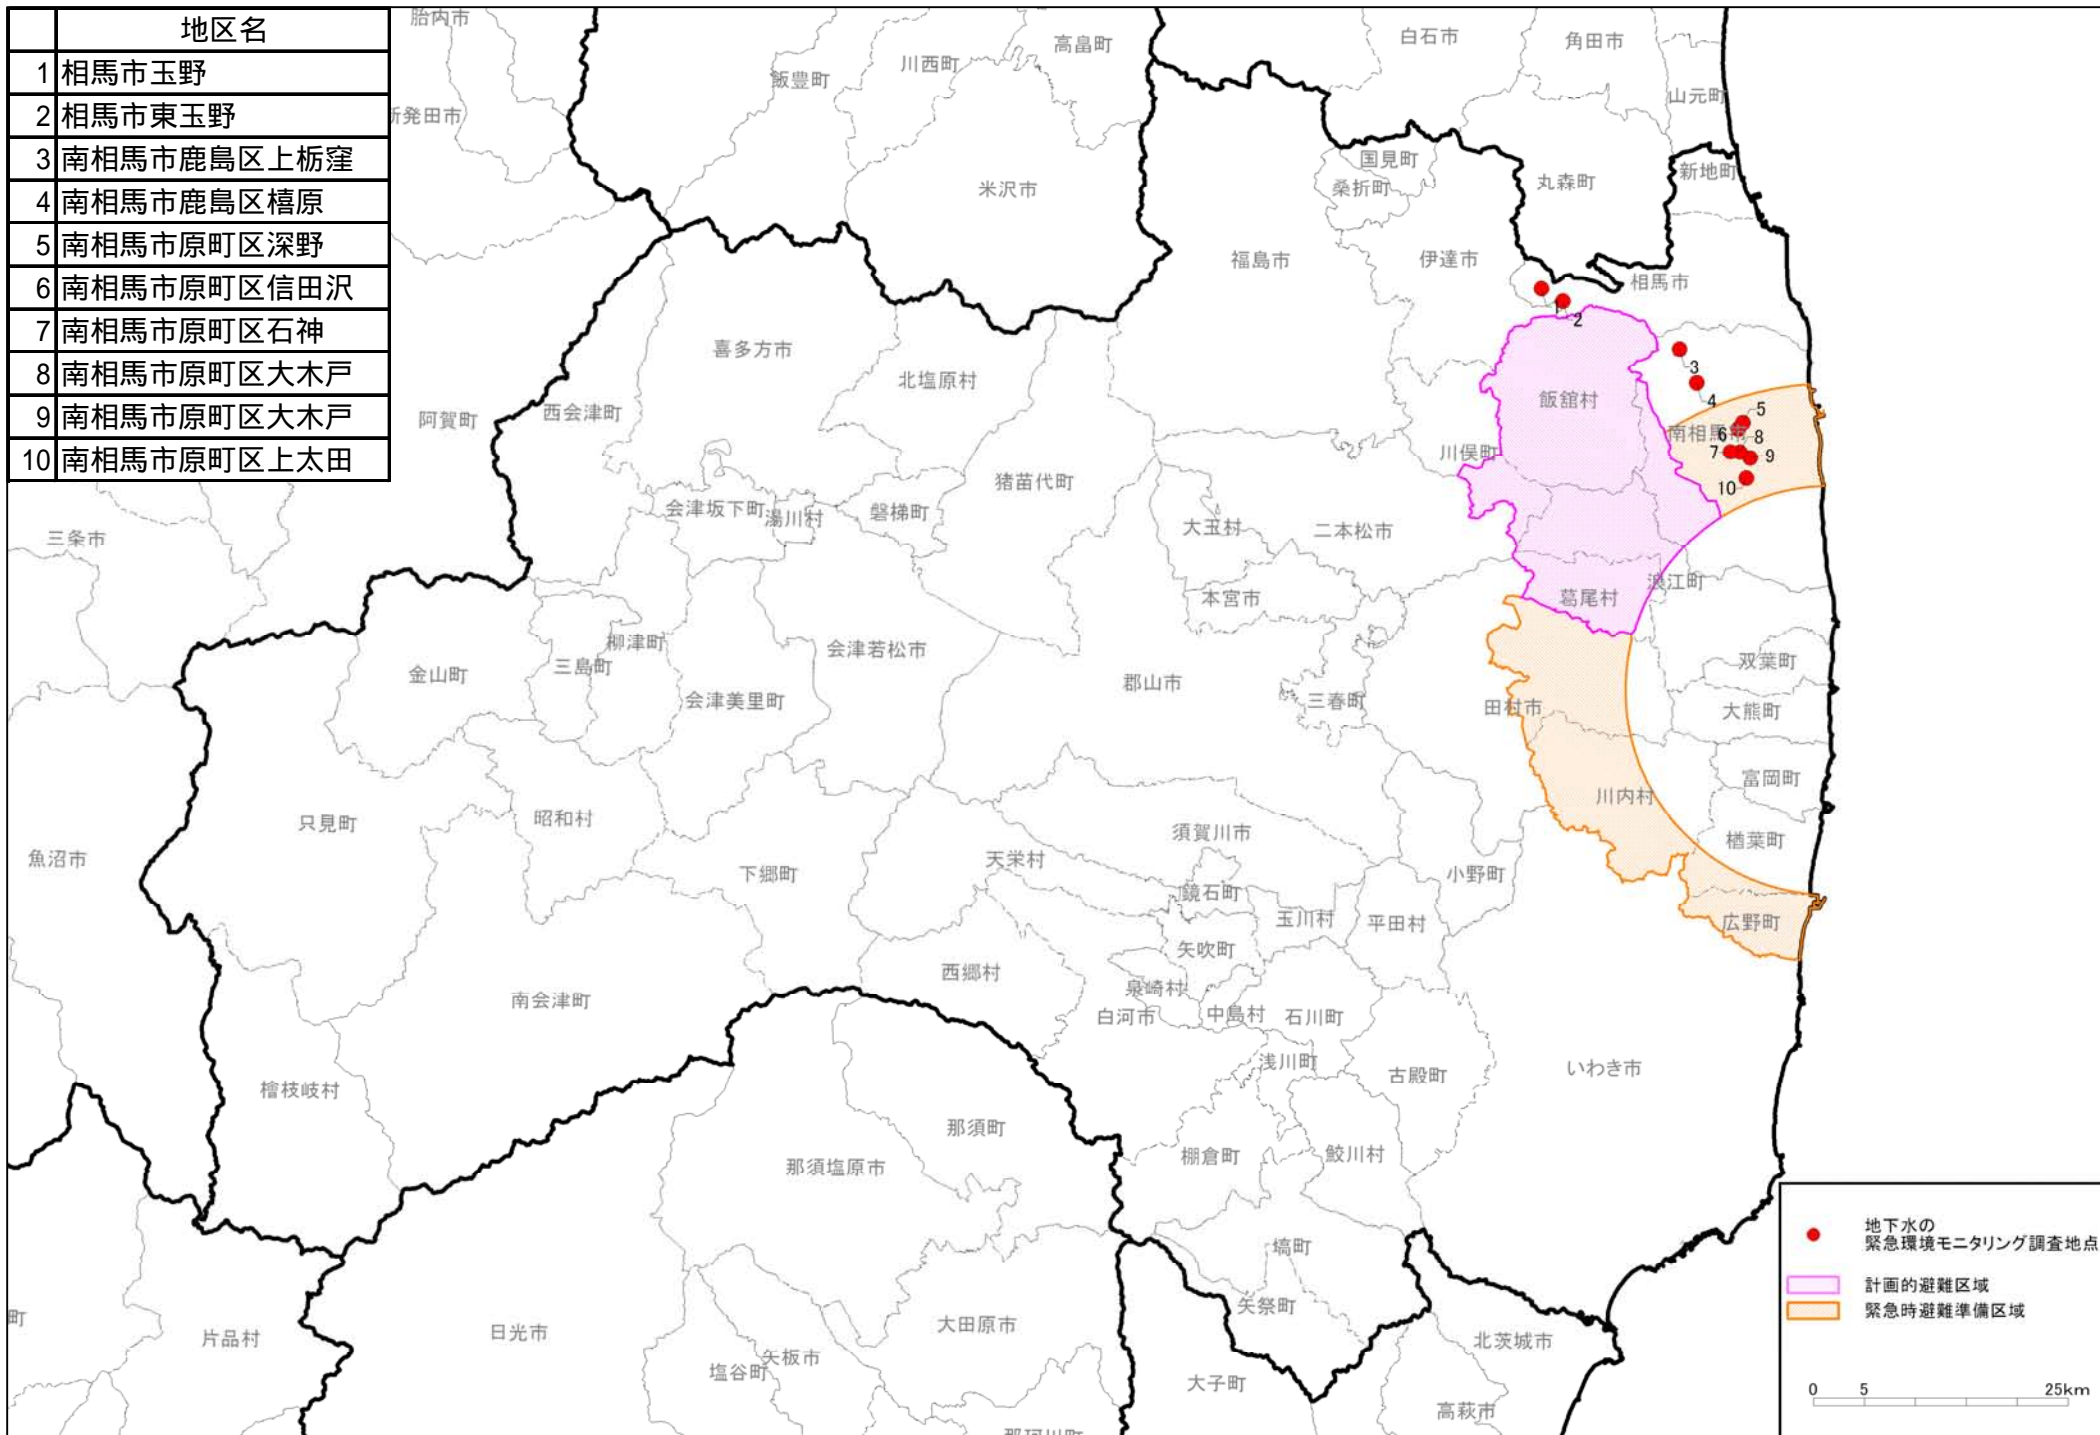 地区名
1 相馬市玉野
2 相馬市東玉野
3 南相馬市鹿島区上栃窪
4 南相馬市鹿島区橲原
5 南相馬市原町区深野
6 南相馬市原町区信田沢
7 南相馬市原町区石神
8 南相馬市原町区大木戸
9 南相馬市原町区大木戸
10 南相馬市原町区上太田
胎内市
新発田市
飯豊町
川西町
高畠町
白石市
角田市
山元町
米沢市
国見町
桑折町
丸森町
新地町
福島市
伊達市
相馬市
1
2
3
4
5
6
8
7
9
10
喜多方市
北塩原村
阿賀町
西会津町
飯舘村
南相馬市
川俣町
猪苗代町
会津坂下町
湯川村
磐梯町
大玉村
二本松市
三条市
本宮市
葛尾村
浪江町
柳津町
会津若松市
三島町
金山町
会津美里町
郡山市
三春町
田村市
双葉町
大熊町
富岡町
川内村
楢葉町
只見町
昭和村
魚沼市
下郷町
天栄村
須賀川市
鏡石町
玉川村
平田村
小野町
広野町
矢吹町
西郷村
泉崎村
中島村
白河市
石川町
南会津町
檜枝岐村
浅川町
古殿町
いわき市
那須町
那須塩原市
棚倉町
鮫川村
塙町
矢祭町
町
片品村
日光市
大田原市
塩谷町
矢板市
大子町
北茨城市
高萩市
那珂川町
地下水の
緊急環境モニタリング調査地点
計画的避難区域
緊急時避難準備区域
0 5 25km